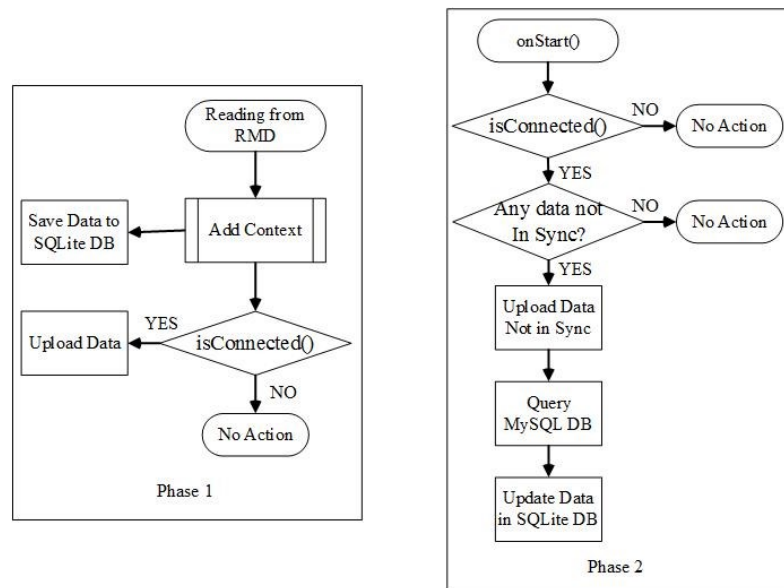 Reading from
RMD
Save Data to
SQLite DB
Add Context
Upload Data
YES
isConnected()
NO
No Action
Phase 1
onStart()
isConnected()
NO
No Action
YES
Any data not
In Sync?
NO
No Action
YES
Upload Data
Not in Sync
Query
MySQL DB
Update Data
in SQLite DB
Phase 2